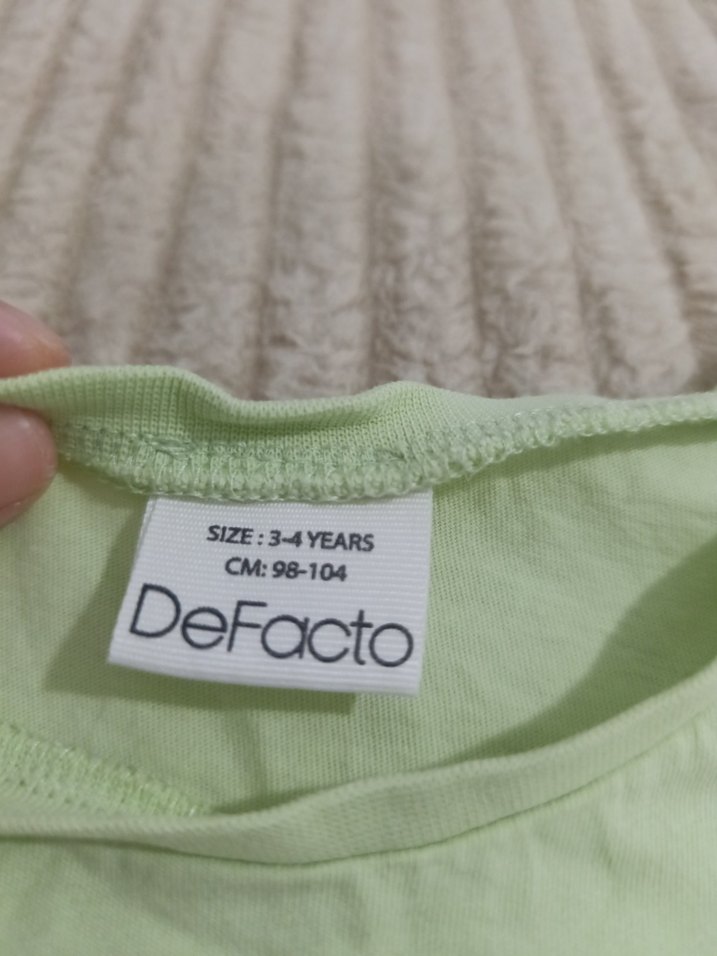 SIZE : 3-4 YEARS
CM: 98-104
DeFacto